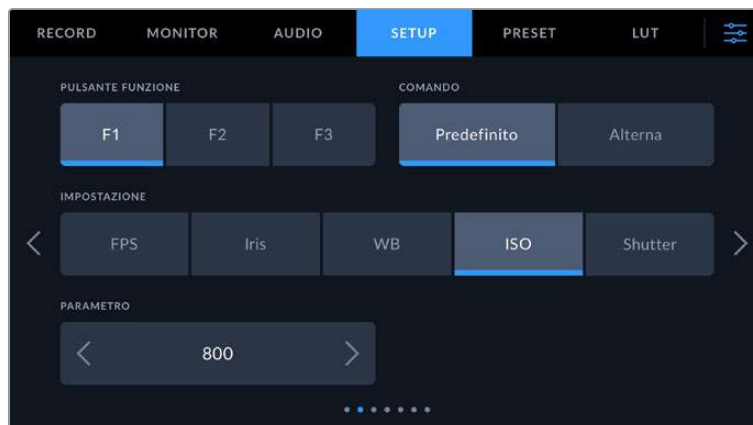 RECORD MONITOR AUDIO SETUP PRESET LUT
PULSANTE FUNZIONE COMANDO
F1 F2 F3 Predefinito Alterna
IMPOSTAZIONE
FPS Iris WB ISO Shutter
PARAMETRO
800